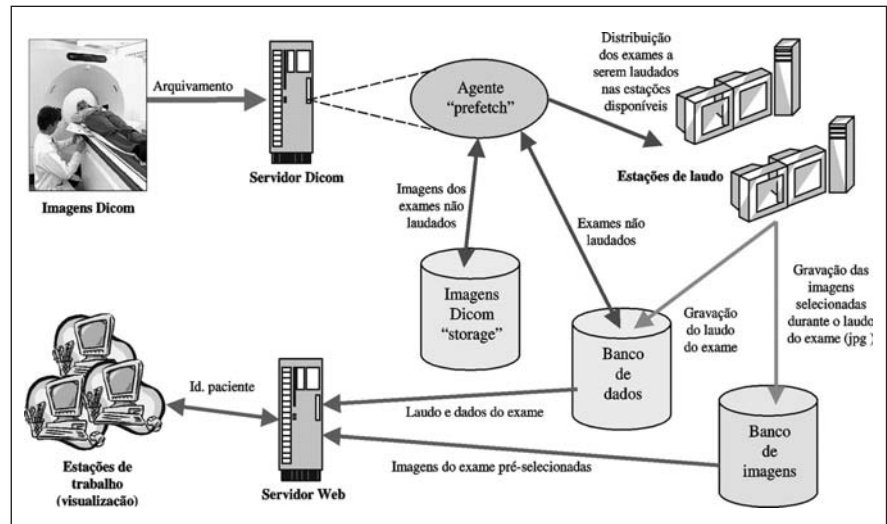 Arquivamento
Imagens Dicom
Servidor Dicom
Agente
“prefetch”
Distribuição
dos exames a
serem laudados
nas estações
disponíveis
Estações de laudo
Imagens dos
exames não
laudados
Exames não
laudados
Imagens
Dicom
“storage”
Gravação
do laudo
do exame
Gravação das
imagens
selecionadas
durante o laudo
do exame (jpg )
Banco
de
dados
Id. paciente
Laudo e dados do exame
Banco
de
imagens
Imagens do exame pré-selecionadas
Estações de
trabalho
(visualização)
Servidor Web